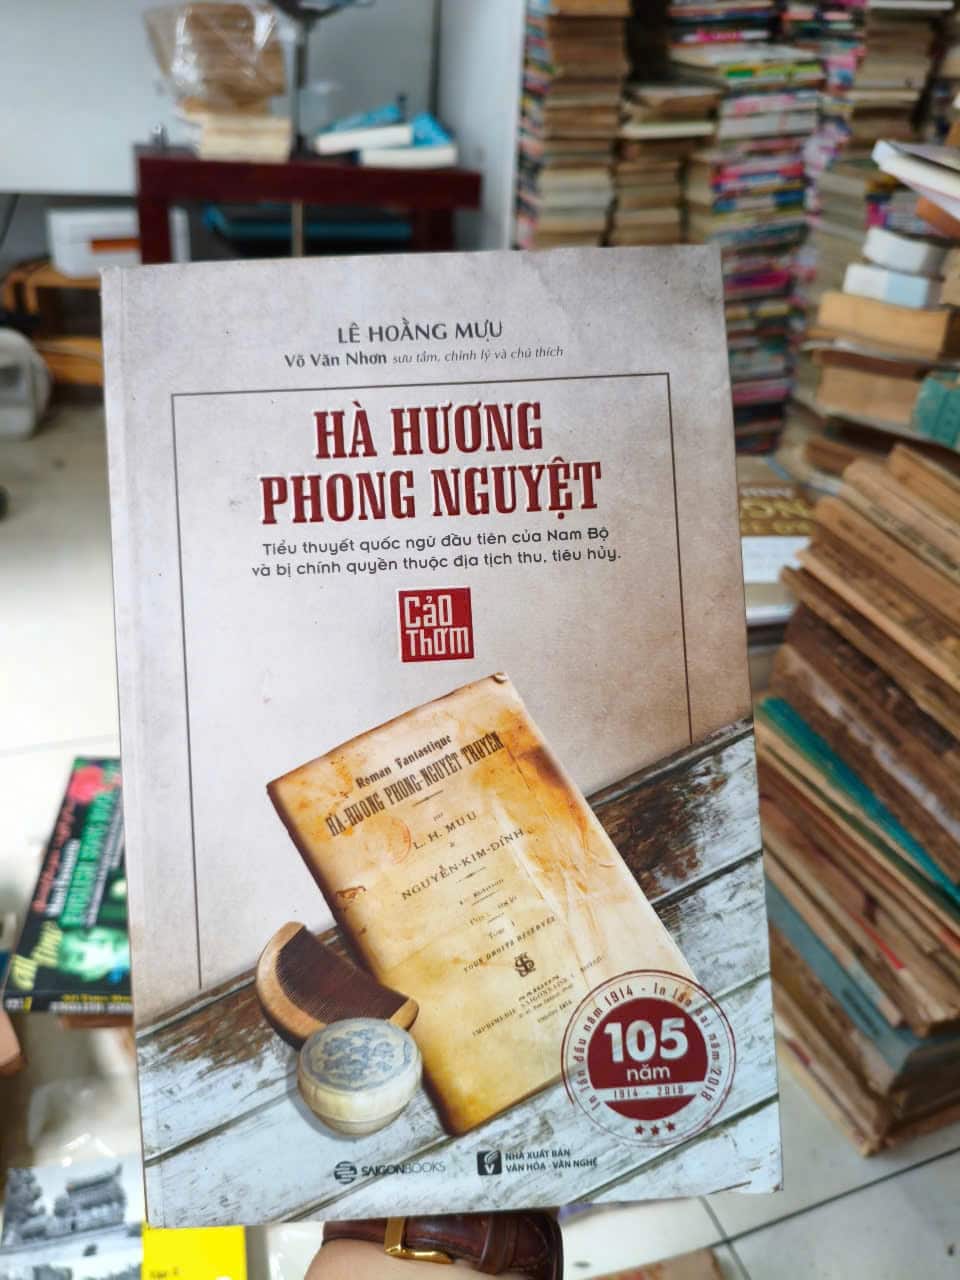 LÊ HOẰNG MƯU
Võ Văn Nhơn sưu tầm, chỉnh lý và chú thích
HÀ HƯƠNG
PHONG NGUYỆT
Tiểu thuyết quốc ngữ đầu tiên của Nam Bộ
và bị chính quyền thuộc địa tịch thu, tiêu hủy.
Cảo
Thơm
Roman Fantastique
HÀ-HƯƠNG PHONG-NGUYỆT TRUYỆN
par
L. H. MƯU
&
NGUYỄN-KIM-ĐÍNH
TOUS DROITS RÉSERVÉS
SAIGON
In lần đầu năm 1914 - In lần hai năm 2018
105
năm
1914 - 2018
SAIGONBOOKS
NHÀ XUẤT BẢN
VĂN HÓA - VĂN NGHỆ